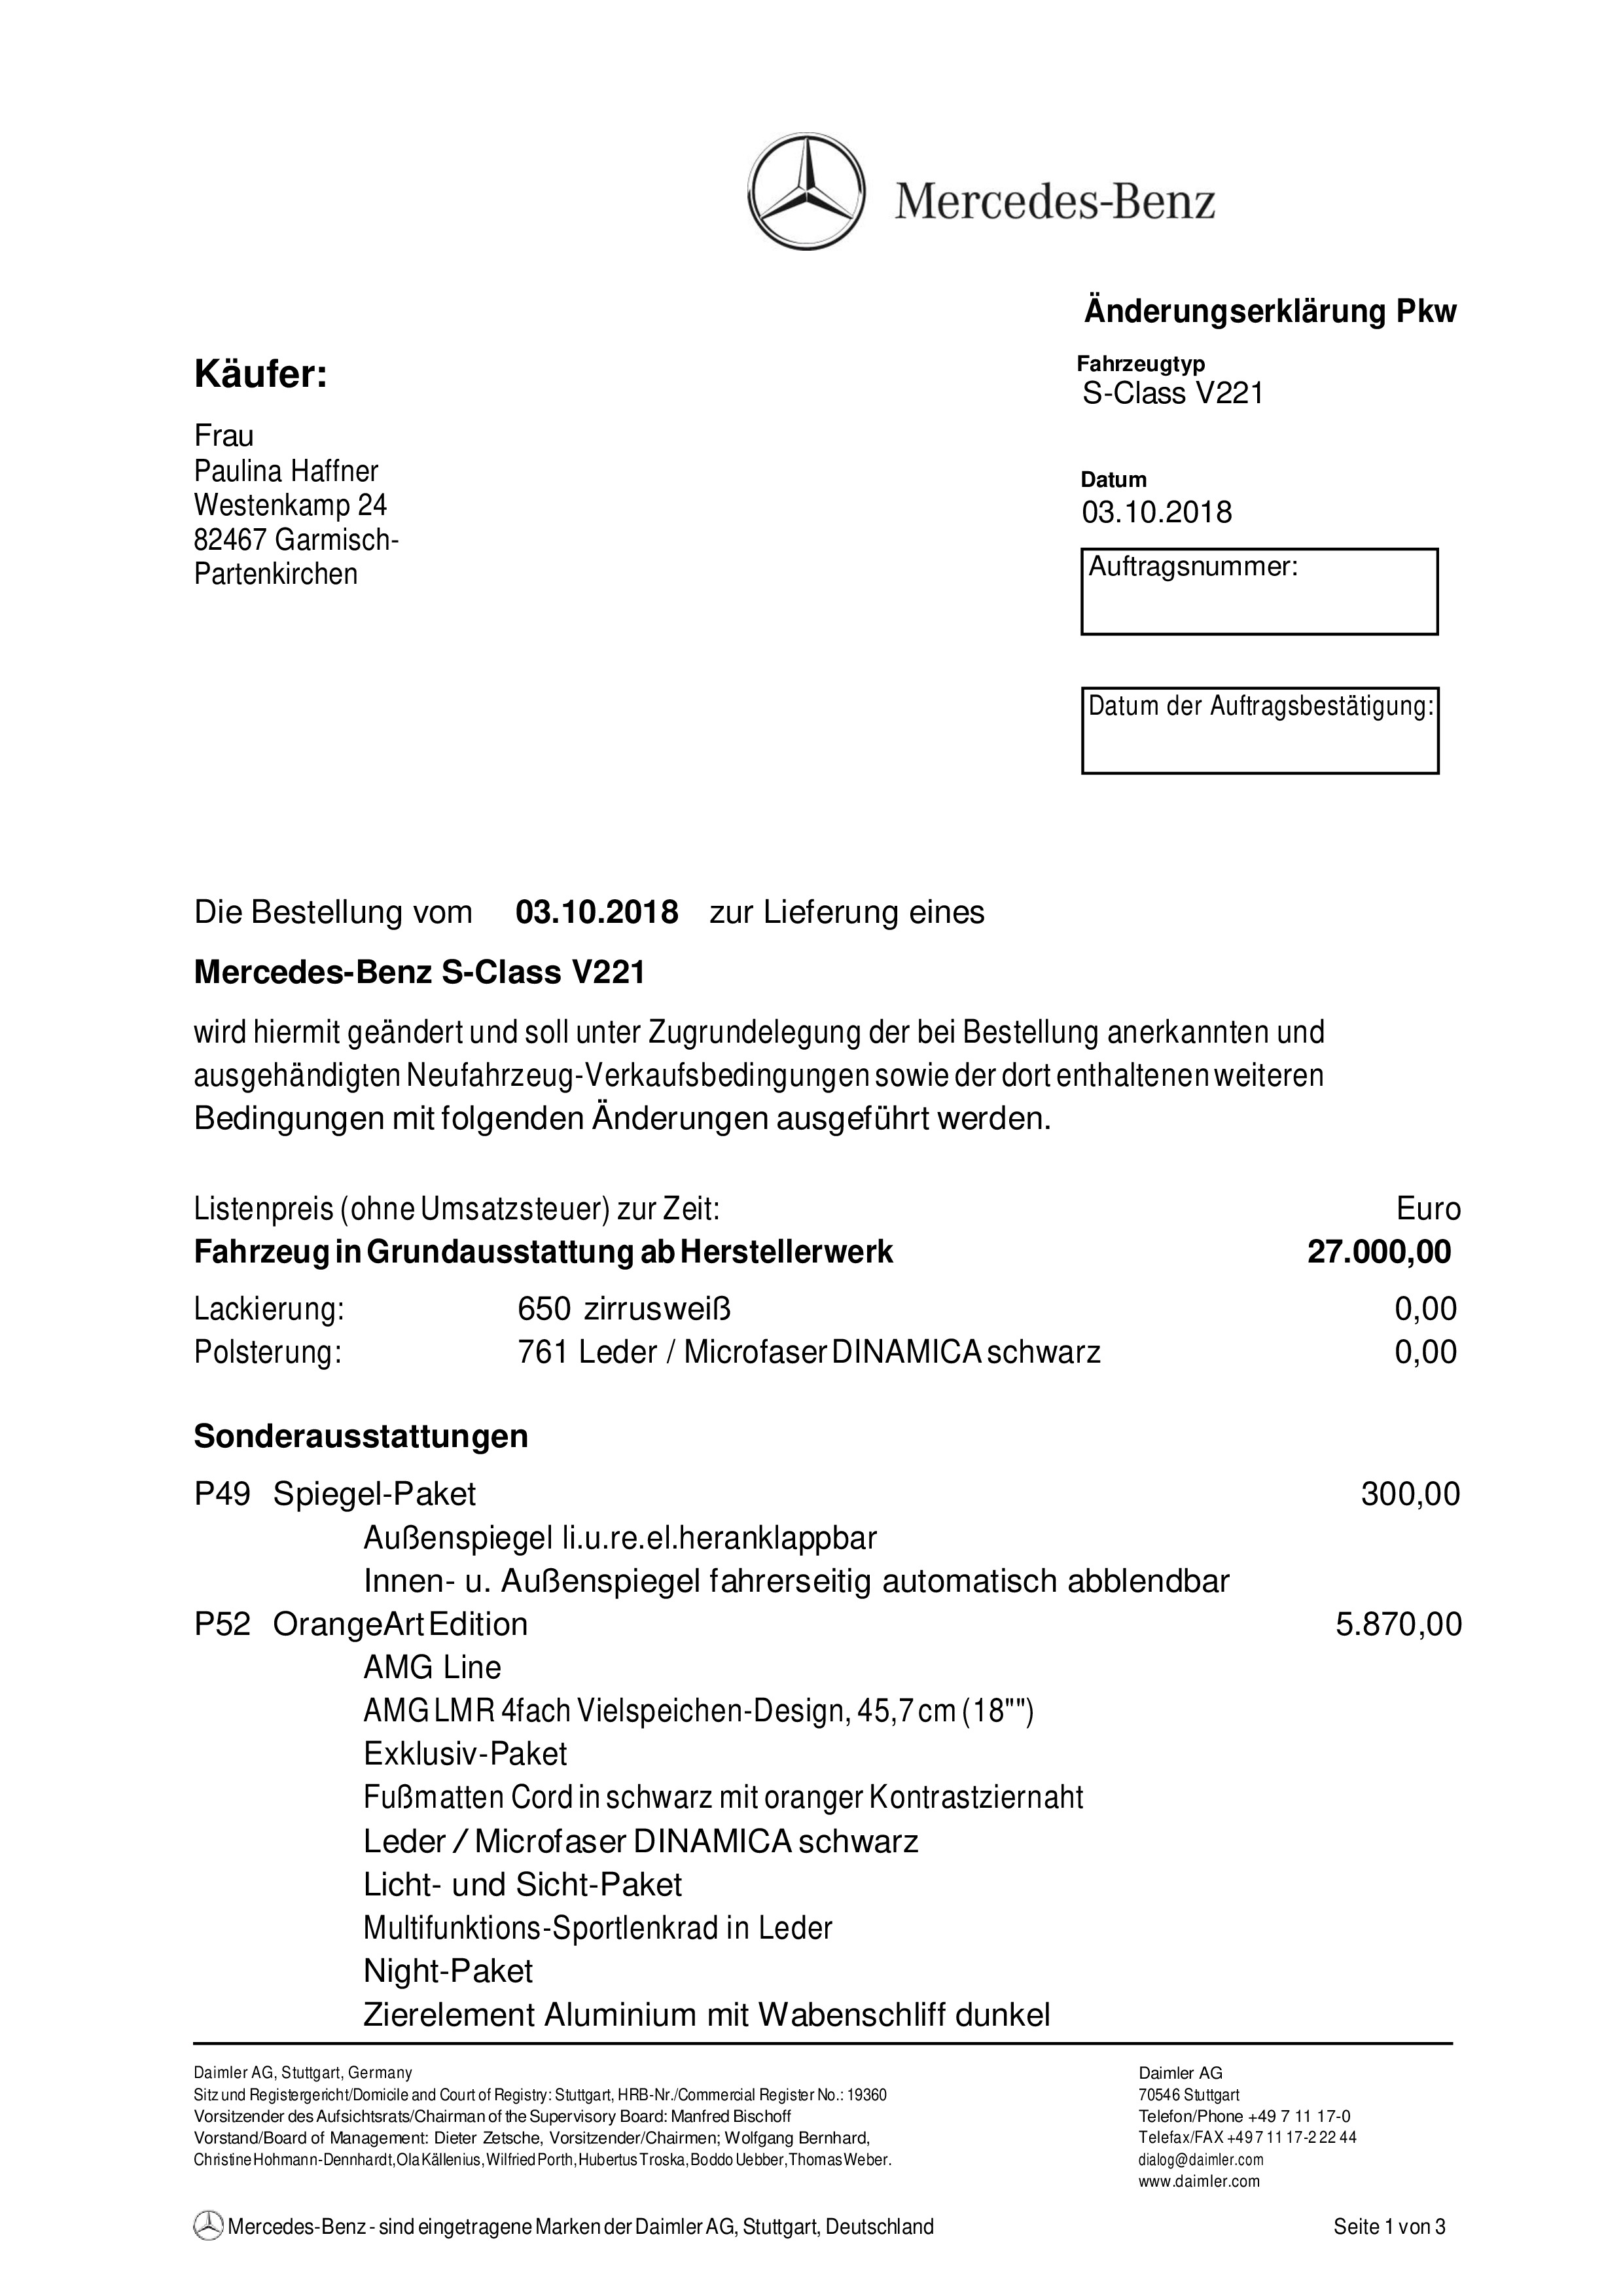 Mercedes-Benz
Änderungserklärung Pkw
Käufer:
Fahrzeugtyp
S-Class V221
Frau
Paulina Haffner
Westenkamp 24
82467 Garmisch-
Partenkirchen
Datum
03.10.2018
Auftragsnummer:
Datum der Auftragsbestätigung:
Die Bestellung vom 03.10.2018 zur Lieferung eines
Mercedes-Benz S-Class V221
wird hiermit geändert und soll unter Zugrundelegung der bei Bestellung anerkannten und
ausgehändigten Neufahrzeug-Verkaufsbedingungen sowie der dort enthaltenen weiteren
Bedingungen mit folgenden Änderungen ausgeführt werden.
Listenpreis (ohne Umsatzsteuer) zur Zeit: Euro
Fahrzeug in Grundausstattung ab Herstellerwerk 27.000,00
Lackierung: 650 zirrusweiß 0,00
Polsterung: 761 Leder / Microfaser DINAMICA schwarz 0,00
Sonderausstattungen
P49 Spiegel-Paket 300,00
Außenspiegel li.u.re.el.heranklappbar
Innen- u. Außenspiegel fahrerseitig automatisch abblendbar
P52 OrangeArt Edition 5.870,00
AMG Line
AMG LMR 4fach Vielspeichen-Design, 45,7 cm (18"")
Exklusiv-Paket
Fußmatten Cord in schwarz mit oranger Kontrastziernaht
Leder / Microfaser DINAMICA schwarz
Licht- und Sicht-Paket
Multifunktions-Sportlenkrad in Leder
Night-Paket
Zierelement Aluminium mit Wabenschliff dunkel
Daimler AG, Stuttgart, Germany
Sitz und Registergericht/Domicile and Court of Registry: Stuttgart, HRB-Nr./Commercial Register No.: 19360
Vorsitzender des Aufsichtsrats/Chairman of the Supervisory Board: Manfred Bischoff
Vorstand/Board of Management: Dieter Zetsche, Vorsitzender/Chairmen; Wolfgang Bernhard,
Christine Hohmann-Dennhardt, Ola Källenius, Wilfried Porth, Hubertus Troska, Boddo Uebber, Thomas Weber.
Daimler AG
70546 Stuttgart
Telefon/Phone +49 7 11 17-0
Telefax/FAX +49 7 11 17-2 22 44
dialog@daimler.com
www.daimler.com
Mercedes-Benz - sind eingetragene Marken der Daimler AG, Stuttgart, Deutschland
Seite 1 von 3